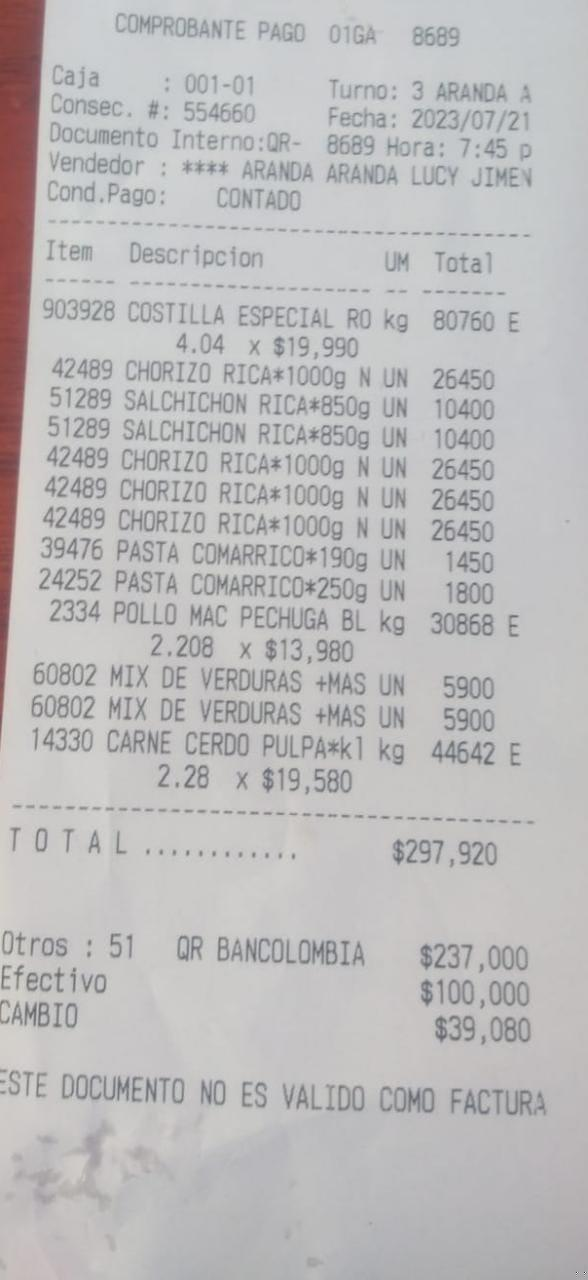 COMPROBANTE PAGO 01GA 8689
Caja : 001-01 Turno: 3 ARANDA A
Consec. #: 554660 Fecha: 2023/07/21
Documento Interno:QR- 8689 Hora: 7:45 p
Vendedor : **** ARANDA ARANDA LUCY JIMEN
Cond.Pago: CONTADO
Item Descripcion UM Total
903928 COSTILLA ESPECIAL RO kg 80760 E
4.04 x $19,990
42489 CHORIZO RICA*1000g N UN 26450
51289 SALCHICHON RICA*850g UN 10400
51289 SALCHICHON RICA*850g UN 10400
42489 CHORIZO RICA*1000g N UN 26450
42489 CHORIZO RICA*1000g N UN 26450
42489 CHORIZO RICA*1000g N UN 26450
39476 PASTA COMARRICO*190g UN 1450
24252 PASTA COMARRICO*250g UN 1800
2334 POLLO MAC PECHUGA BL kg 30868 E
2.208 x $13,980
60802 MIX DE VERDURAS +MAS UN 5900
60802 MIX DE VERDURAS +MAS UN 5900
14330 CARNE CERDO PULPA*kl kg 44642 E
2.28 x $19,580
T O T A L ............ $297,920
Otros : 51 QR BANCOLOMBIA $237,000
Efectivo $100,000
CAMBIO $39,080
ESTE DOCUMENTO NO ES VALIDO COMO FACTURA